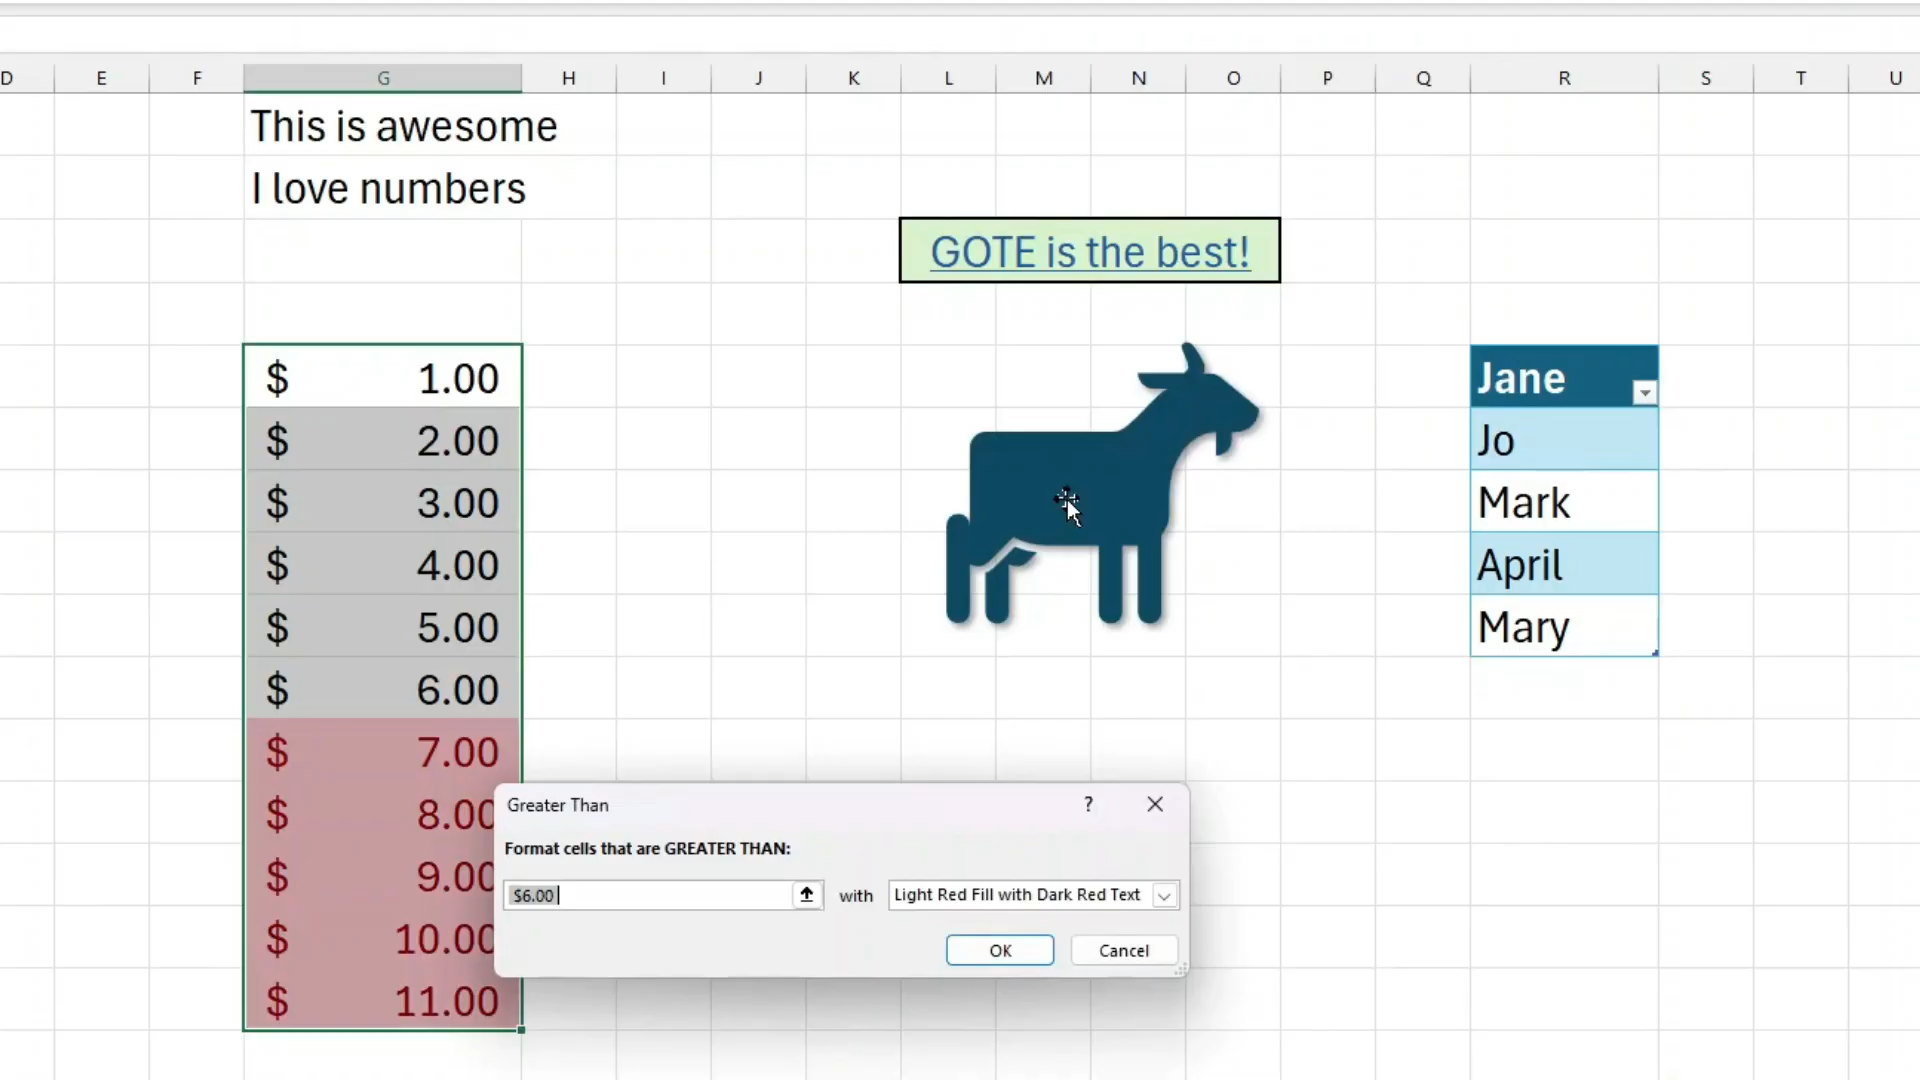 D E F G H I J K L M N O P Q R S T U
This is awesome
I love numbers
GOTE is the best!
$ 1.00
$ 2.00
$ 3.00
$ 4.00
$ 5.00
$ 6.00
$ 7.00
$ 8.00
$ 9.00
$ 10.00
$ 11.00
Jane
Jo
Mark
April
Mary
Greater Than ?
Format cells that are GREATER THAN:
$6.00 with Light Red Fill with Dark Red Text
OK Cancel